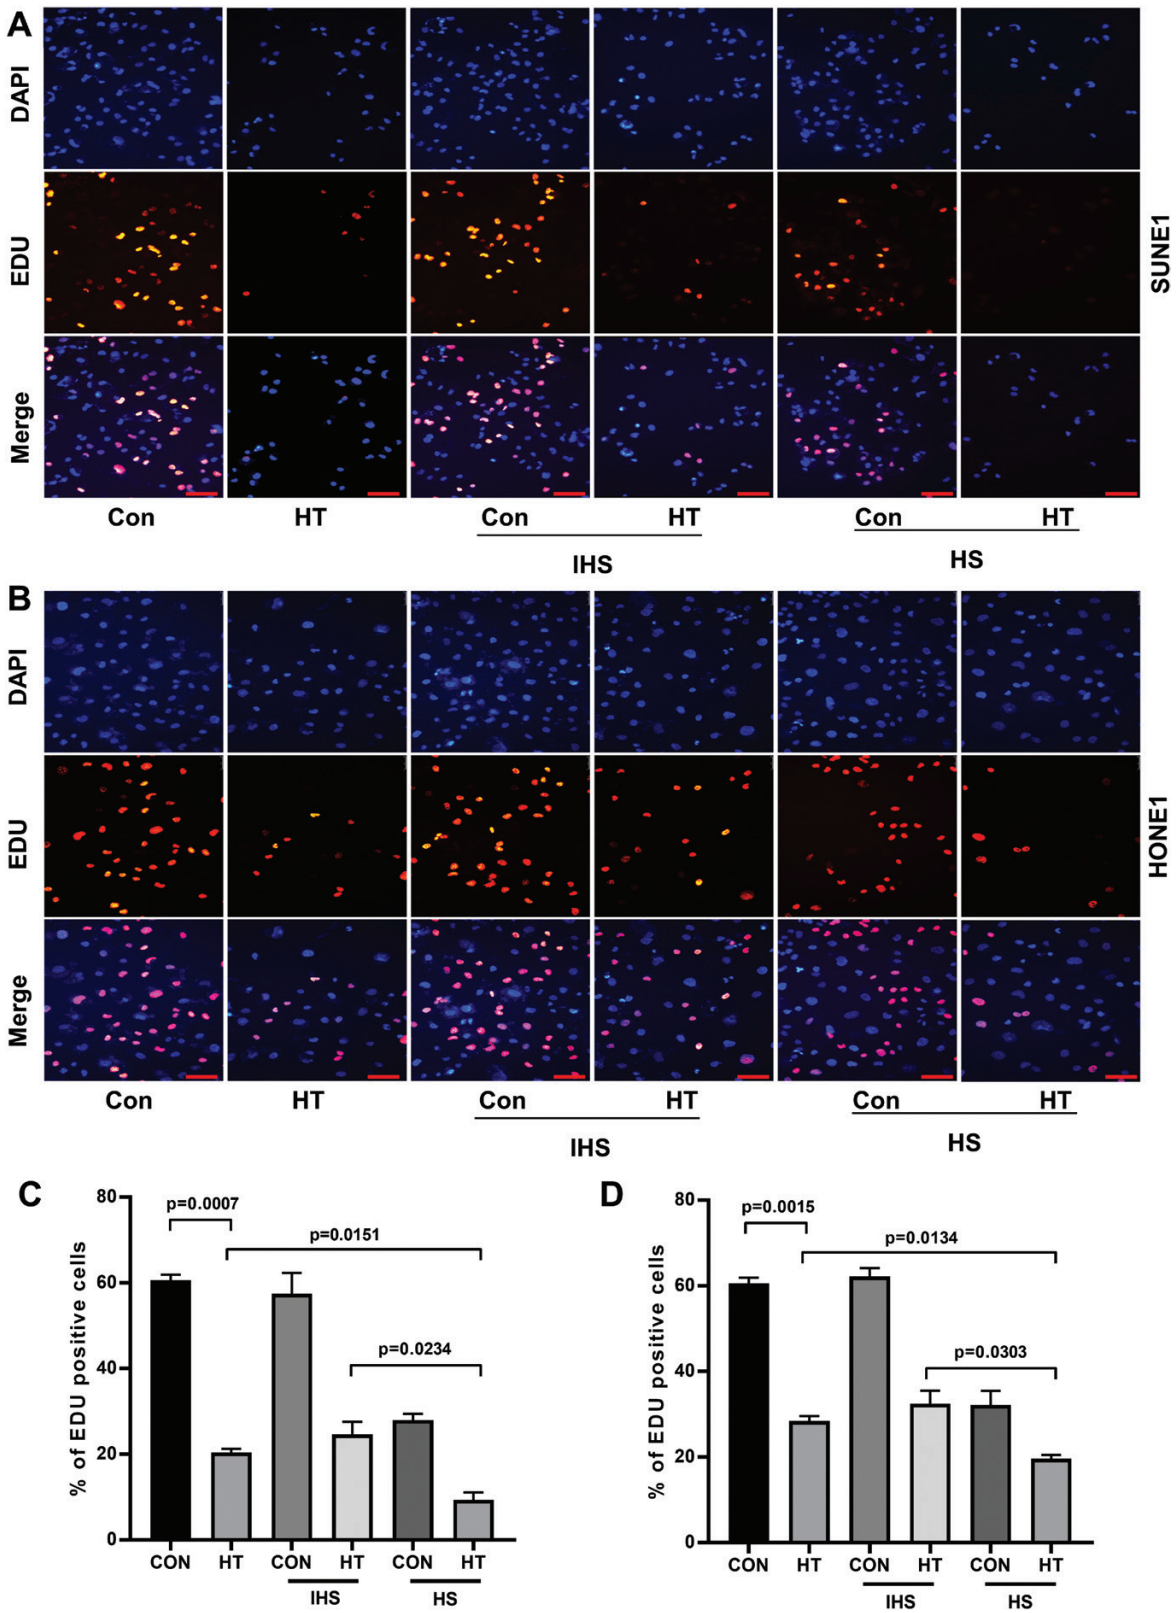 A
DAPI
EDU
Merge
SUNE1
Con HT Con HT Con HT
IHS HS
B
DAPI
EDU
Merge
HONE1
Con HT Con HT Con HT
IHS HS
C
% of EDU positive cells
80
60
40
20
0
p=0.0007
p=0.0151
p=0.0234
CON HT CON HT CON HT
IHS HS
D
% of EDU positive cells
80
60
40
20
0
p=0.0015
p=0.0134
p=0.0303
CON HT CON HT CON HT
IHS HS